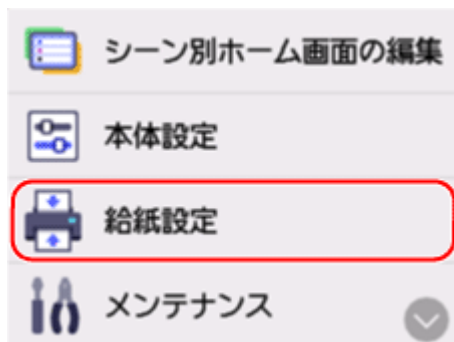 シーン別ホーム画面の編集
本体設定
給紙設定
メンテナンス